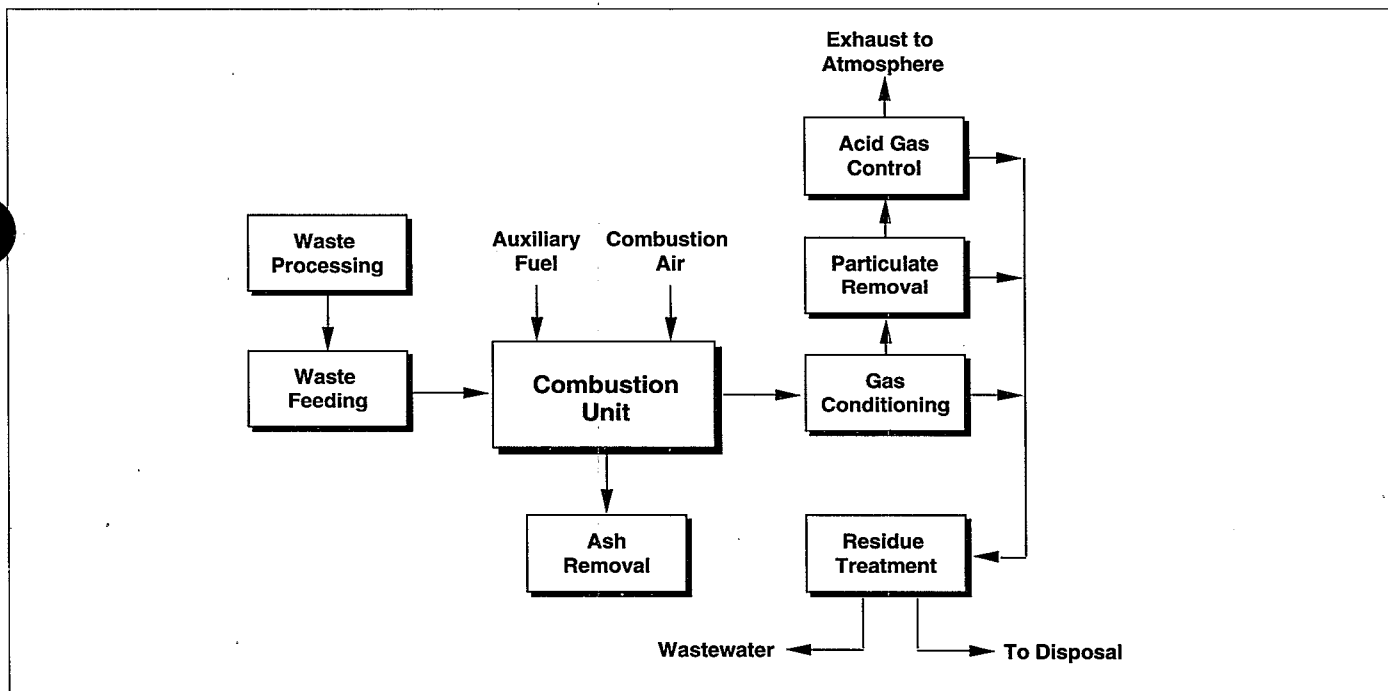 Exhaust to
Atmosphere
Acid Gas
Control
Waste
Processing
Auxiliary
Fuel
Combustion
Air
Particulate
Removal
Waste
Feeding
Combustion
Unit
Gas
Conditioning
Ash
Removal
Residue
Treatment
Wastewater
To Disposal